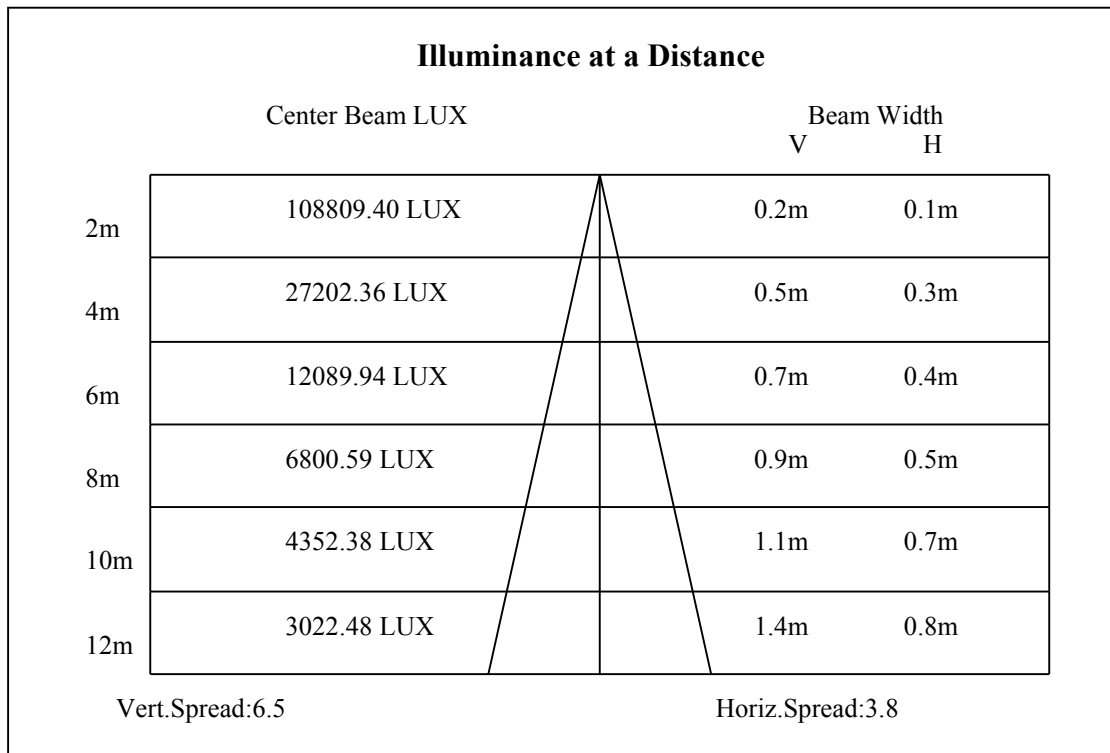 Illuminance at a Distance
Center Beam LUX Beam Width
V H
2m 108809.40 LUX 0.2m 0.1m
4m 27202.36 LUX 0.5m 0.3m
6m 12089.94 LUX 0.7m 0.4m
8m 6800.59 LUX 0.9m 0.5m
10m 4352.38 LUX 1.1m 0.7m
12m 3022.48 LUX 1.4m 0.8m
Vert.Spread:6.5 Horiz.Spread:3.8